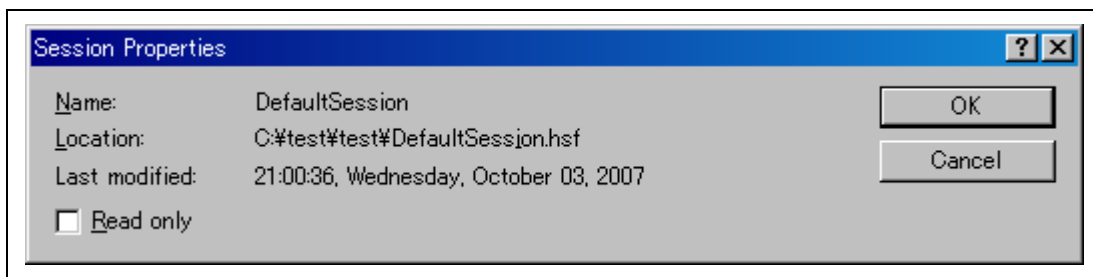 Session Properties
Name: DefaultSession
Location: C:¥test¥test¥DefaultSession.hsf
Last modified: 21:00:36, Wednesday, October 03, 2007
Read only
OK
Cancel